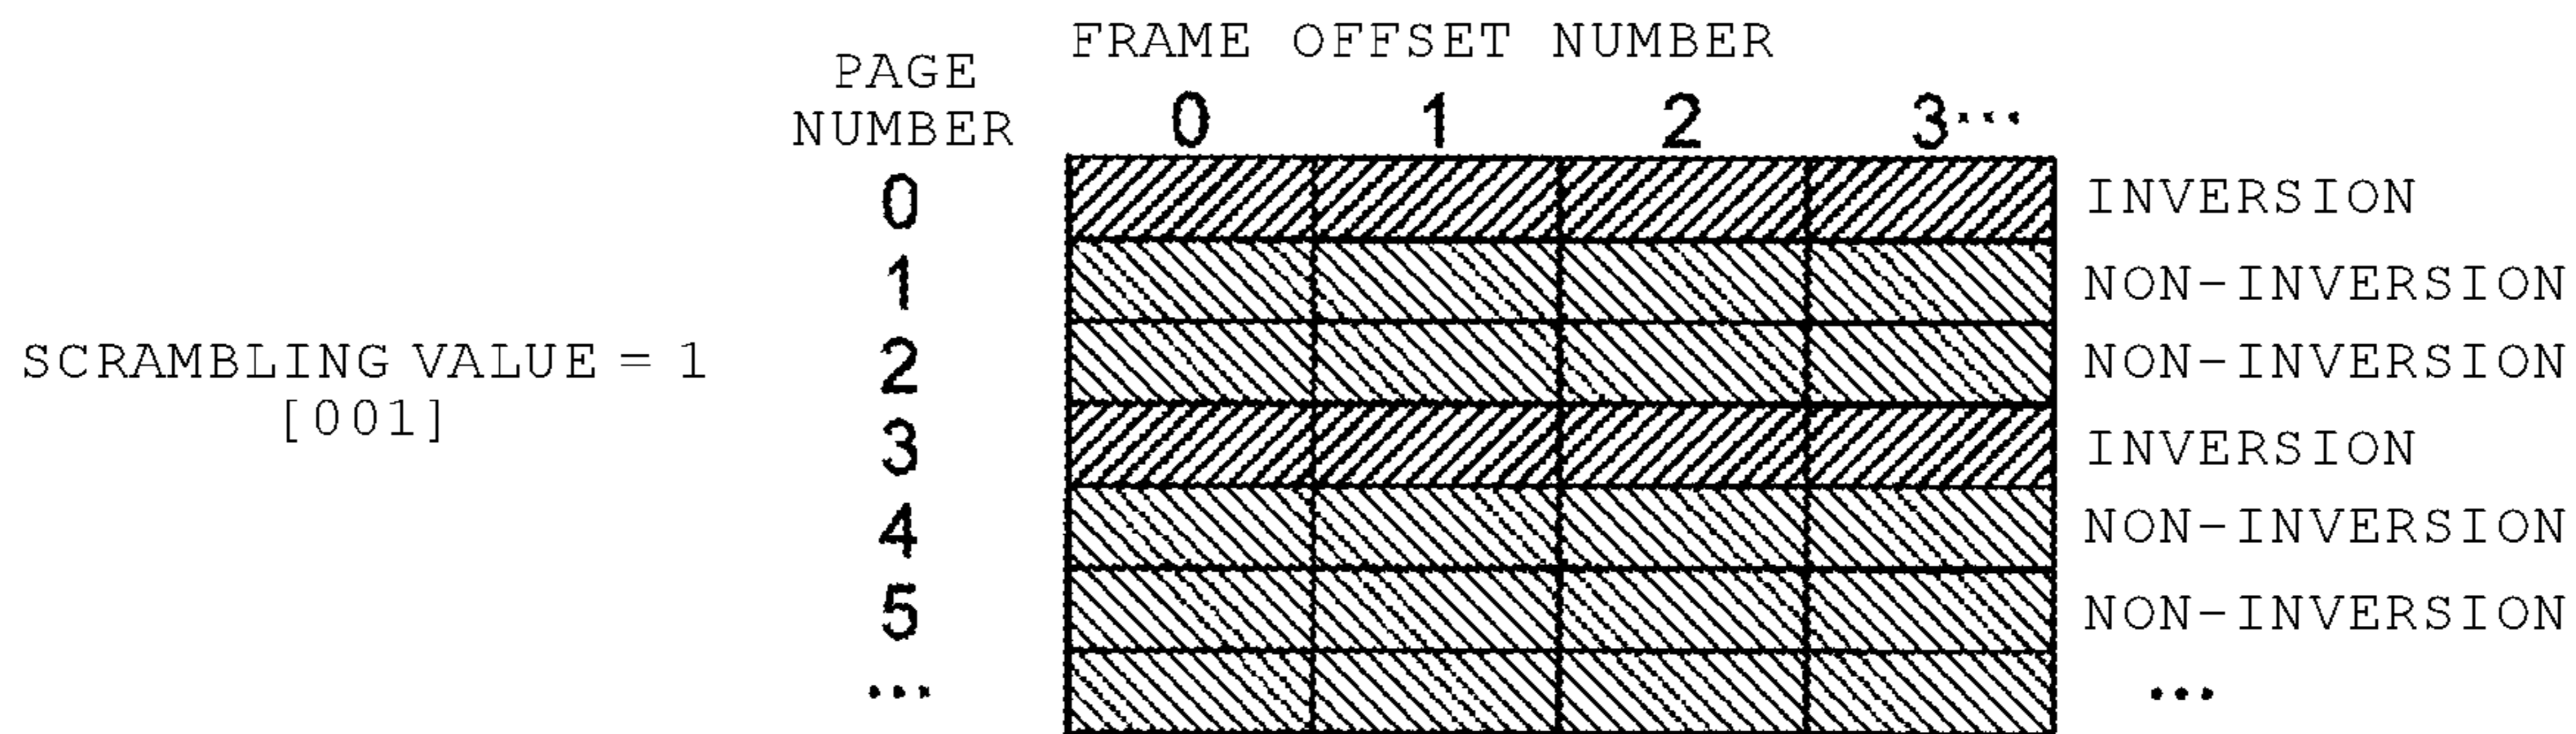 FRAME OFFSET NUMBER
PAGE
NUMBER
0 1 2 3...
0 INVERSION
1 NON-INVERSION
SCRAMBLING VALUE = 1
[001]
2 NON-INVERSION
3 INVERSION
4 NON-INVERSION
5 NON-INVERSION
... ...